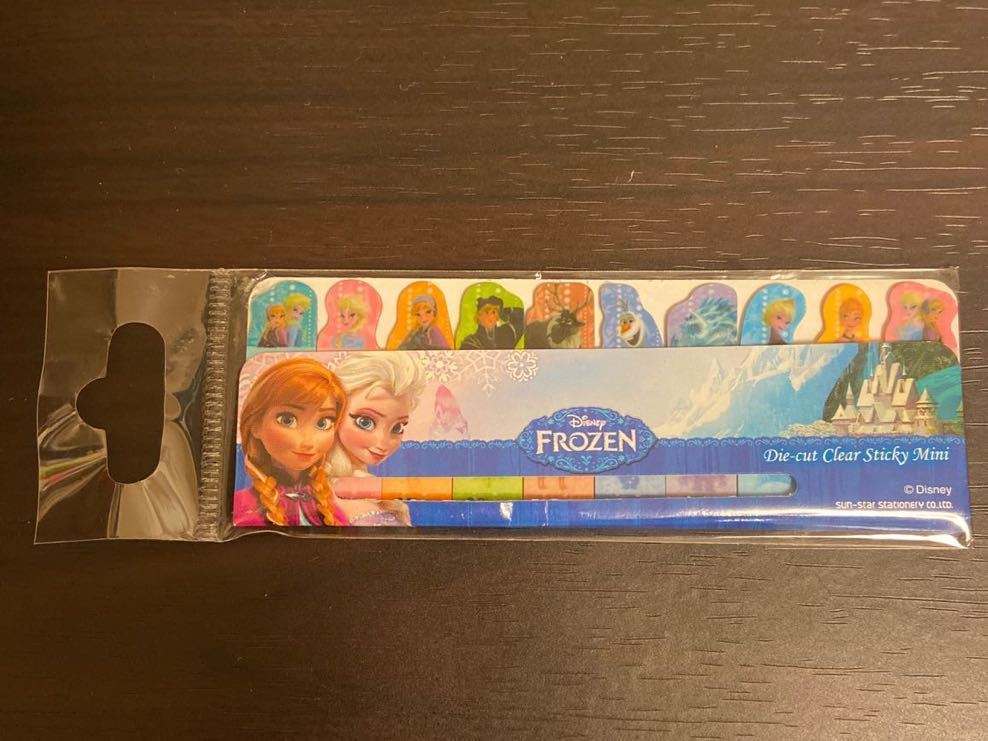 Disney
FROZEN
Die-cut Clear Sticky Mini
© Disney
sun-star stationery co.,ltd.